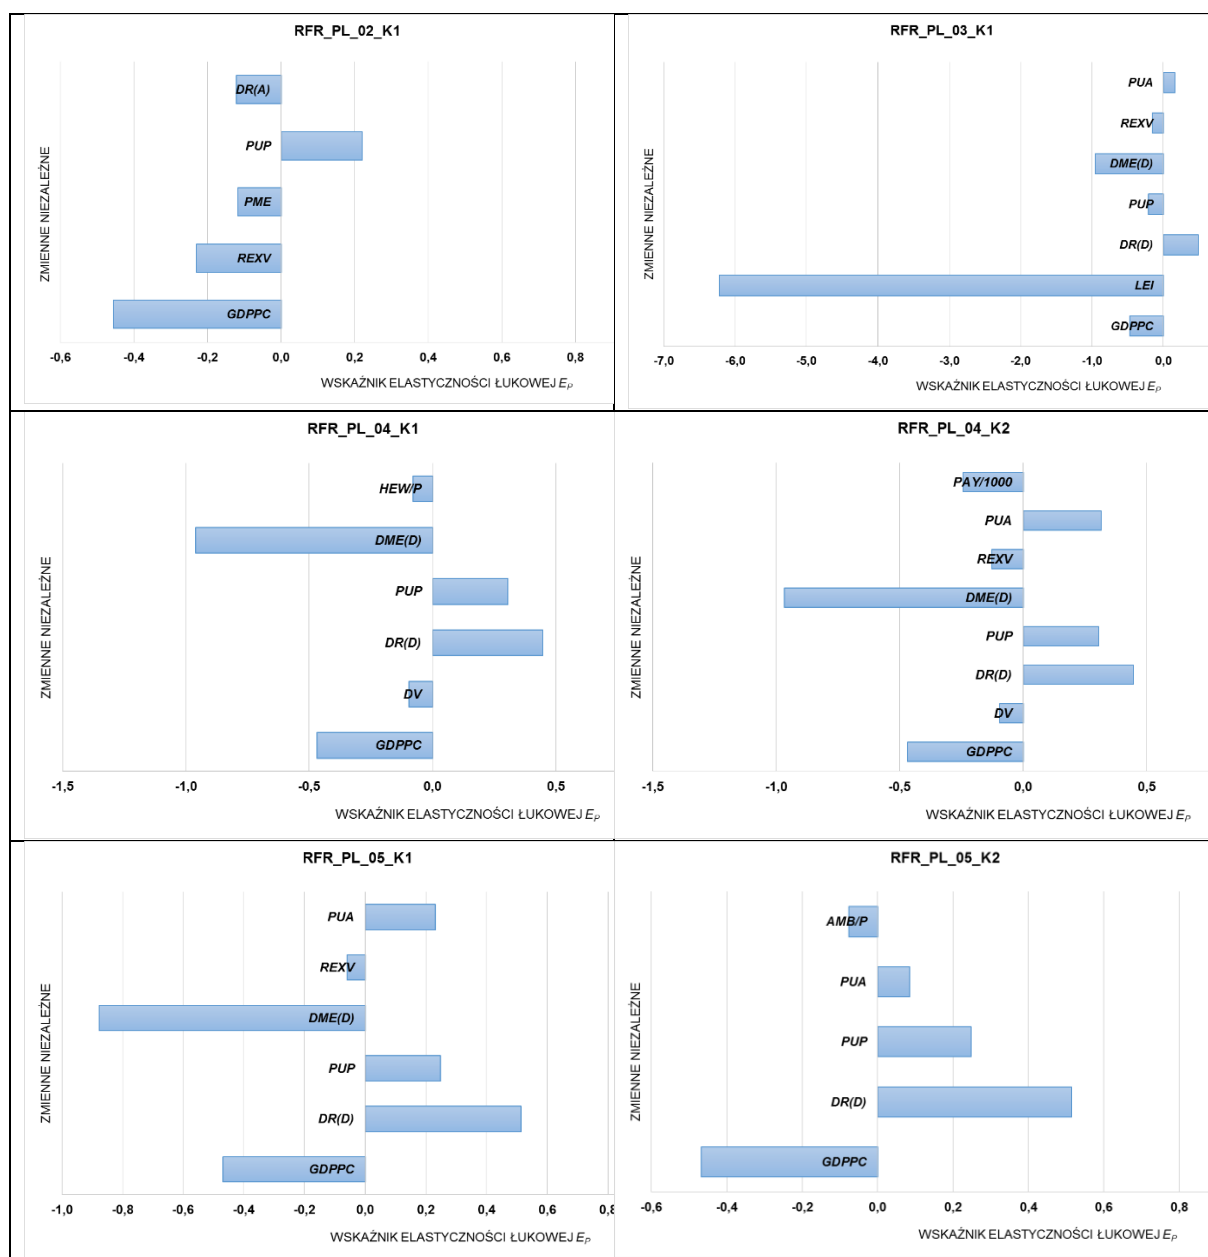 RFR_PL_02_K1
ZMIENNE NIEZALEŻNE
DR(A)
PUP
PME
REXV
GDPPC
-0,6 -0,4 -0,2 0,0 0,2 0,4 0,6 0,8
WSKAŹNIK ELASTYCZNOŚCI ŁUKOWEJ EP
RFR_PL_03_K1
ZMIENNE NIEZALEŻNE
PUA
REXV
DME(D)
PUP
DR(D)
LEI
GDPPC
-7,0 -6,0 -5,0 -4,0 -3,0 -2,0 -1,0 0,0
WSKAŹNIK ELASTYCZNOŚCI ŁUKOWEJ EP
RFR_PL_04_K1
ZMIENNE NIEZALEŻNE
HEW/P
DME(D)
PUP
DR(D)
DV
GDPPC
-1,5 -1,0 -0,5 0,0 0,5
WSKAŹNIK ELASTYCZNOŚCI ŁUKOWEJ EP
RFR_PL_04_K2
ZMIENNE NIEZALEŻNE
PAY/1000
PUA
REXV
DME(D)
PUP
DR(D)
DV
GDPPC
-1,5 -1,0 -0,5 0,0 0,5
WSKAŹNIK ELASTYCZNOŚCI ŁUKOWEJ EP
RFR_PL_05_K1
ZMIENNE NIEZALEŻNE
PUA
REXV
DME(D)
PUP
DR(D)
GDPPC
-1,0 -0,8 -0,6 -0,4 -0,2 0,0 0,2 0,4 0,6 0,8
WSKAŹNIK ELASTYCZNOŚCI ŁUKOWEJ EP
RFR_PL_05_K2
ZMIENNE NIEZALEŻNE
AMB/P
PUA
PUP
DR(D)
GDPPC
-0,6 -0,4 -0,2 0,0 0,2 0,4 0,6 0,8
WSKAŹNIK ELASTYCZNOŚCI ŁUKOWEJ EP